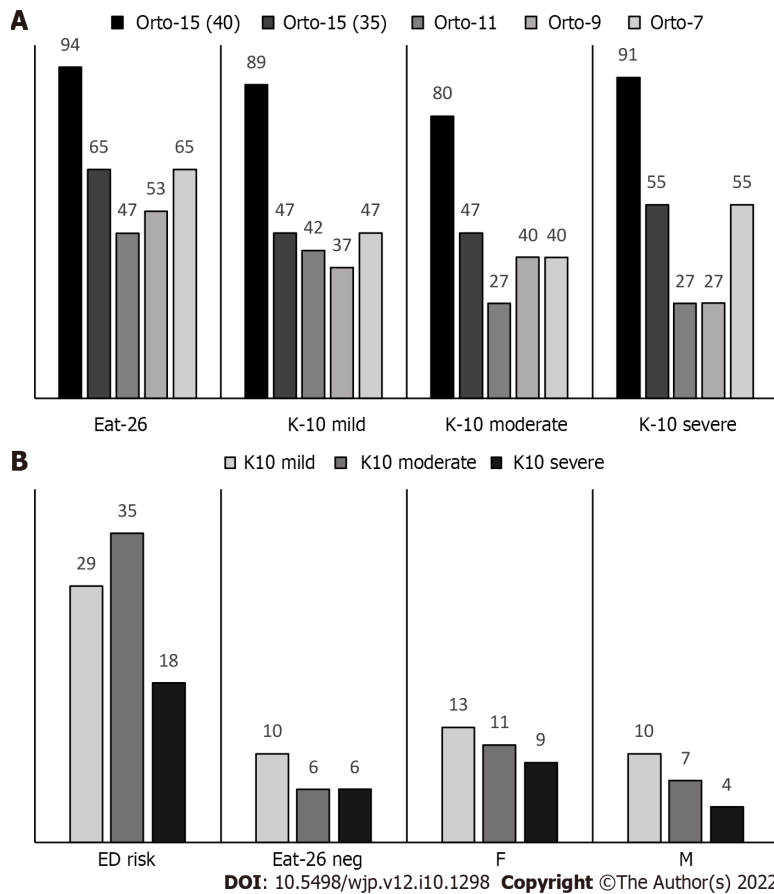 A
Orto-15 (40) Orto-15 (35) Orto-11 Orto-9 Orto-7
94 65 47 53 65 89 47 42 37 47 80 47 27 40 40 91 55 27 27 55
Eat-26 K-10 mild K-10 moderate K-10 severe
B
K10 mild K10 moderate K10 severe
29 35 18 10 6 6 13 11 9 10 7 4
ED risk Eat-26 neg F M
DOI: 10.5498/wjp.v12.i10.1298 Copyright ©The Author(s) 2022